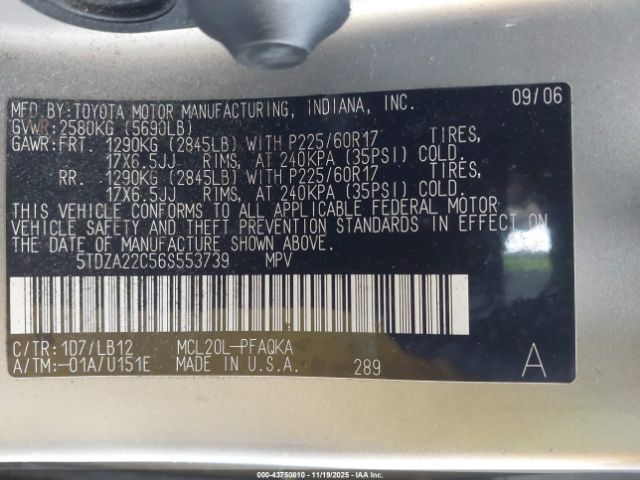 MFD BY:TOYOTA MOTOR MANUFACTURING, INDIANA, INC. 09/06
GVWR:2580KG (5690LB)
GAWR:FRT. 1290KG (2845LB) WITH P225/60R17 TIRES,
17X6.5JJ RIMS, AT 240KPA (35PSI) COLD.
RR. 1290KG (2845LB) WITH P225/60R17 TIRES,
17X6.5JJ RIMS, AT 240KPA (35PSI) COLD.
THIS VEHICLE CONFORMS TO ALL APPLICABLE FEDERAL MOTOR
VEHICLE SAFETY AND THEFT PREVENTION STANDARDS IN EFFECT ON
THE DATE OF MANUFACTURE SHOWN ABOVE.
5TDZA22C56S553739 MPV
C/TR:1D7/LB12 MCL20L-PFAQKA
A/TM:-01A/U151E MADE IN U.S.A. 289 A
000-43750810 - 11/19/2025 - IAA Inc.